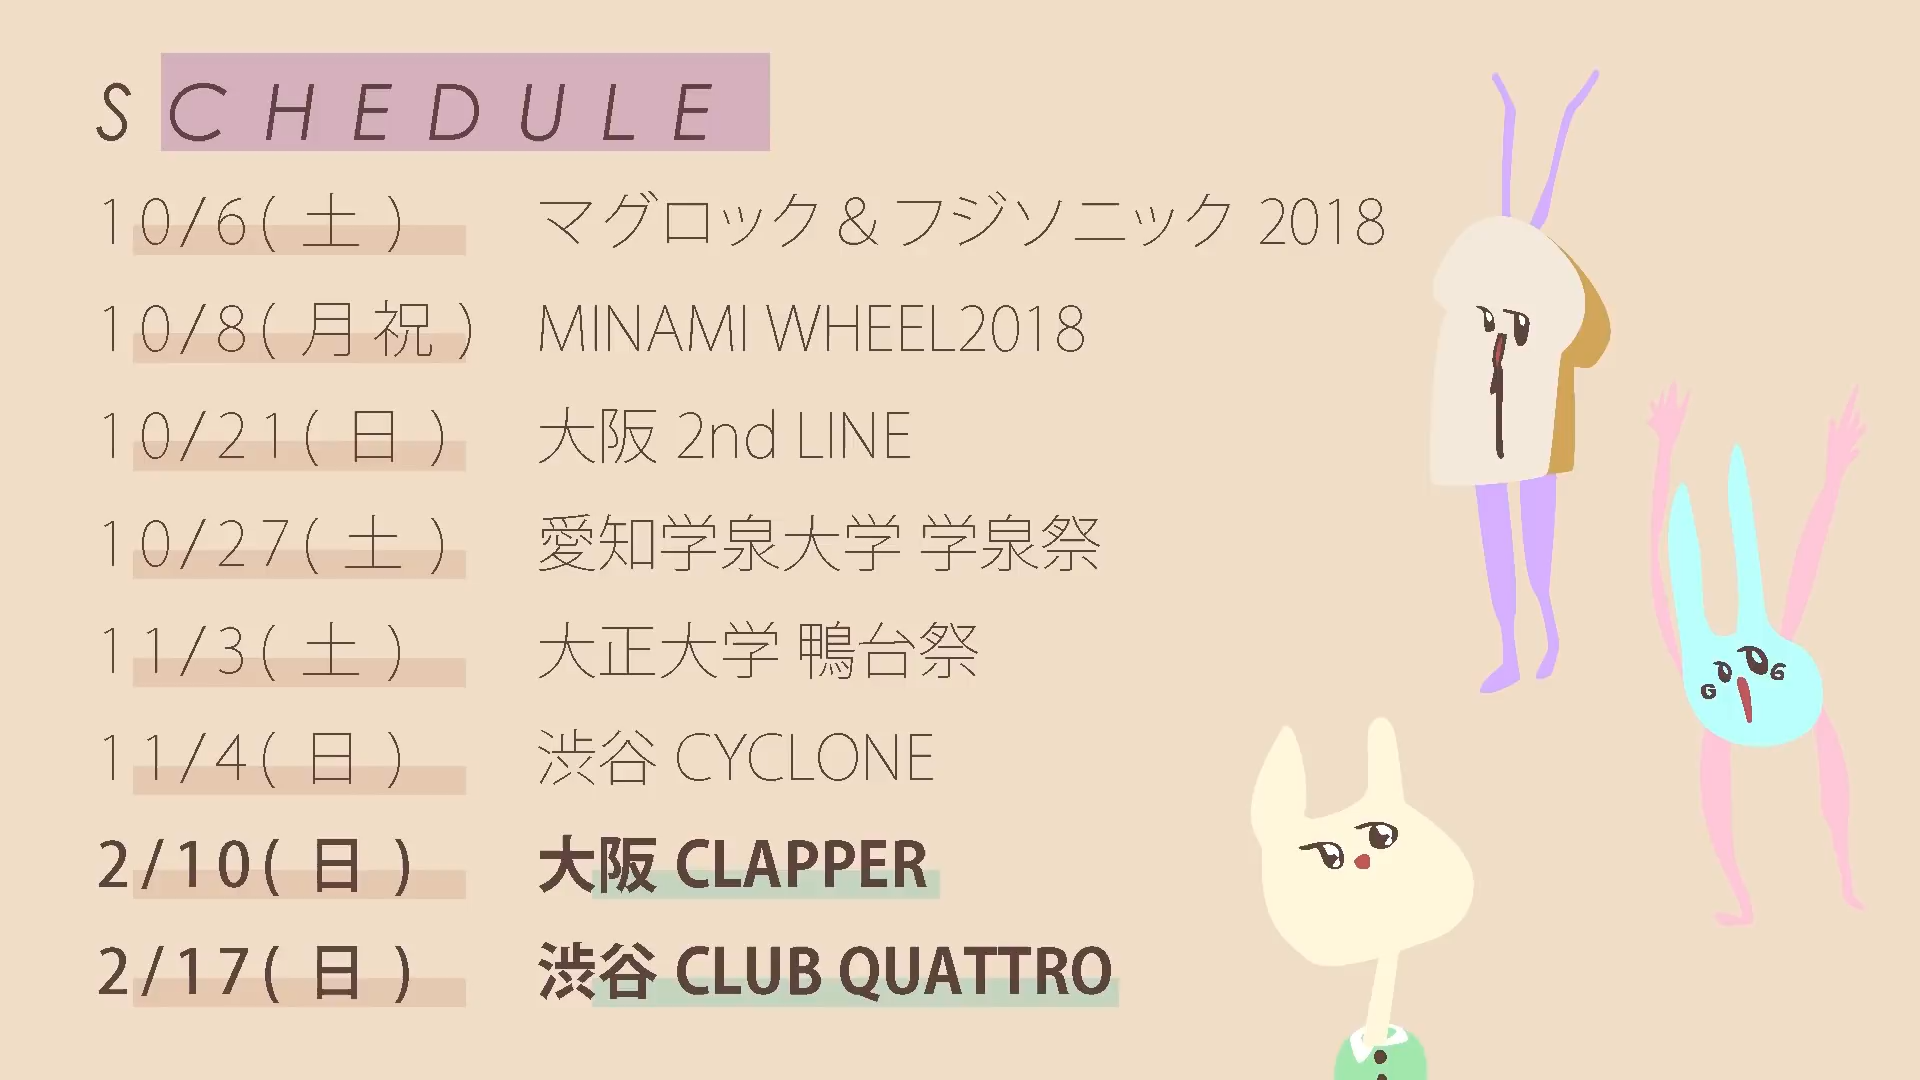 SCHEDULE
10/6(土) マグロック＆フジソニック 2018
10/8(月祝) MINAMI WHEEL2018
10/21(日) 大阪 2nd LINE
10/27(土) 愛知学泉大学 学泉祭
11/3(土) 大正大学 鴨台祭
11/4(日) 渋谷 CYCLONE
2/10(日) 大阪 CLAPPER
2/17(日) 渋谷 CLUB QUATTRO
G G